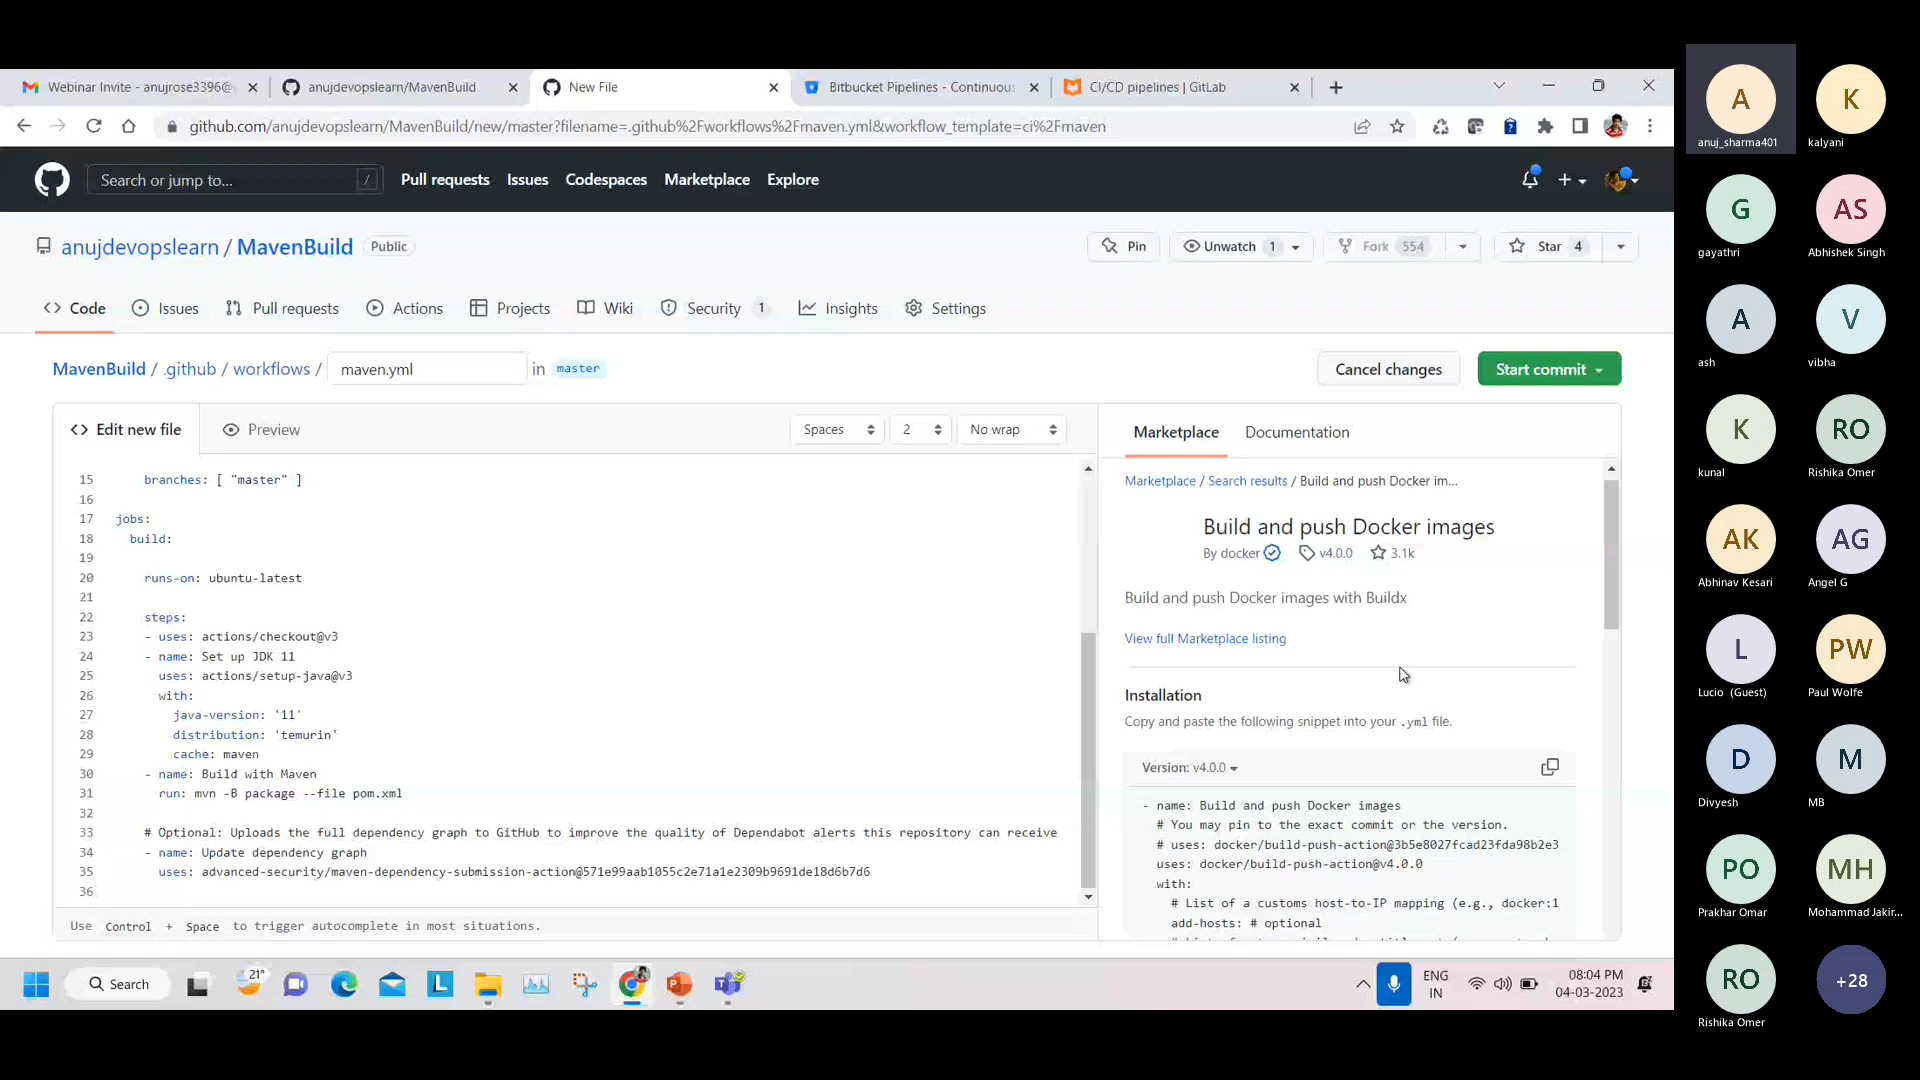 Webinar Invite - anujrose3396@
anujdevopslearn/MavenBuild
New File
Bitbucket Pipelines - Continuous
CI/CD pipelines | GitLab
github.com/anujdevopslearn/MavenBuild/new/master?filename=.github%2Fworkflows%2Fmaven.yml&workflow_template=ci%2Fmaven
Search or jump to... /
Pull requests Issues Codespaces Marketplace Explore
anujdevopslearn / MavenBuild Public
Pin Unwatch 1 Fork 554 Star 4
Code Issues Pull requests Actions Projects Wiki Security 1 Insights Settings
MavenBuild / .github / workflows / maven.yml in master
Cancel changes Start commit
Edit new file Preview
Spaces 2 No wrap
15 branches: [ "master" ]
16
17 jobs:
18 build:
19
20 runs-on: ubuntu-latest
21
22 steps:
23 - uses: actions/checkout@v3
24 - name: Set up JDK 11
25 uses: actions/setup-java@v3
26 with:
27 java-version: '11'
28 distribution: 'temurin'
29 cache: maven
30 - name: Build with Maven
31 run: mvn -B package --file pom.xml
32
33 # Optional: Uploads the full dependency graph to GitHub to improve the quality of Dependabot alerts this repository can receive
34 - name: Update dependency graph
35 uses: advanced-security/maven-dependency-submission-action@571e99aab1055c2e71a1e2309b9691de18d6b7d6
36
Use Control + Space to trigger autocomplete in most situations.
Marketplace Documentation
Marketplace / Search results / Build and push Docker im...
Build and push Docker images
By docker v4.0.0 3.1k
Build and push Docker images with Buildx
View full Marketplace listing
Installation
Copy and paste the following snippet into your .yml file.
Version: v4.0.0
- name: Build and push Docker images
# You may pin to the exact commit or the version.
# uses: docker/build-push-action@3b5e8027fcad23fda98b2e3
uses: docker/build-push-action@v4.0.0
with:
# List of a customs host-to-IP mapping (e.g., docker:1
add-hosts: # optional
Search
21°
ENG
IN
08:04 PM
04-03-2023
A
anuj_sharma401
K
kalyani
G
gayathri
AS
Abhishek Singh
A
ash
V
vibha
K
kunal
RO
Rishika Omer
AK
Abhinav Kesari
AG
Angel G
L
Lucio (Guest)
PW
Paul Wolfe
D
Divyesh
M
MB
PO
Prakhar Omar
MH
Mohammad Jakir...
RO
Rishika Omer
+28